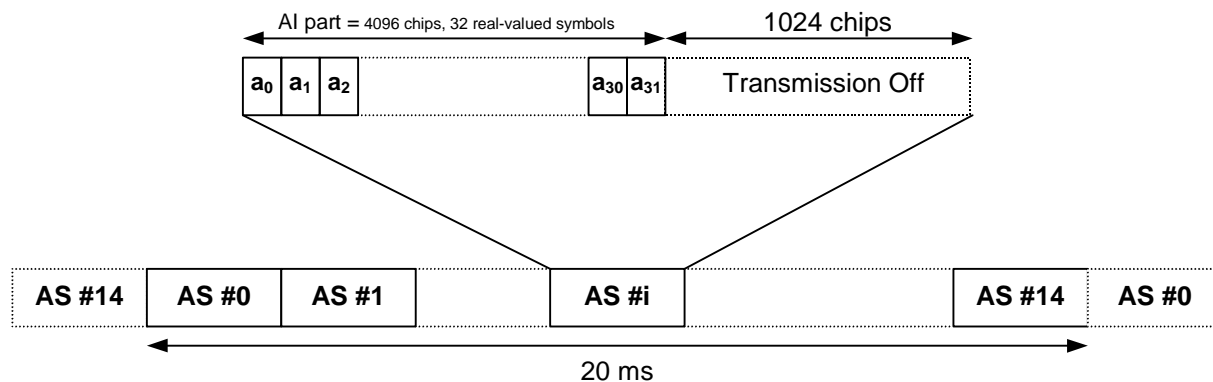 AI part = 4096 chips, 32 real-valued symbols
1024 chips
a0 a1 a2 a30 a31 Transmission Off
AS #14 AS #0 AS #1 AS #i AS #14 AS #0
20 ms